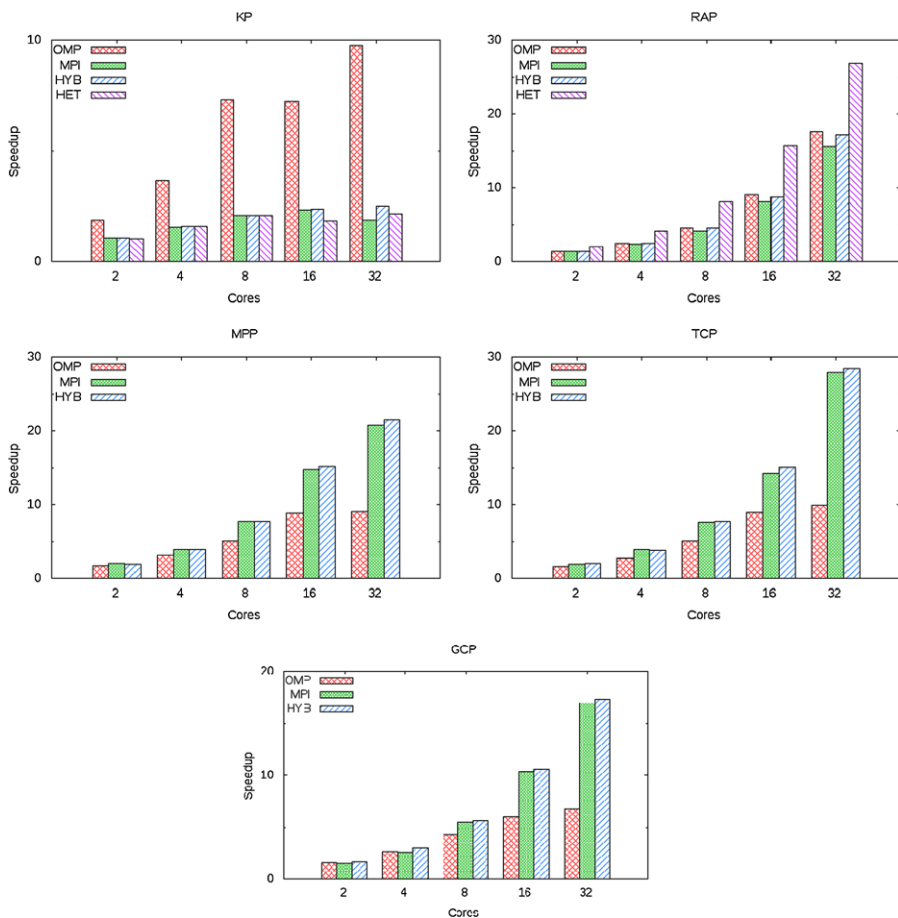 KP
10
OMP
MPI
HYB
HET
Speedup
0
2 4 8 16 32
Cores
RAP
30
OMP
MPI
HYB
HET
20
Speedup
10
0
2 4 8 16 32
Cores
MPP
30
OMP
MPI
HYB
20
Speedup
10
0
2 4 8 16 32
Cores
TCP
30
OMP
MPI
HYB
20
Speedup
10
0
2 4 8 16 32
Cores
GCP
20
OMP
MPI
HYB
Speedup
10
0
2 4 8 16 32
Cores